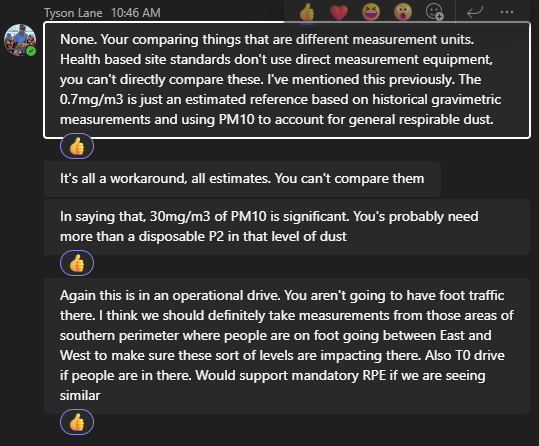 Tyson Lane 10:46 AM
None. Your comparing things that are different measurement units.
Health based site standards don't use direct measurement equipment,
you can't directly compare these. I've mentioned this previously. The
0.7mg/m3 is just an estimated reference based on historical gravimetric
measurements and using PM10 to account for general respirable dust.
It's all a workaround, all estimates. You can't compare them
In saying that, 30mg/m3 of PM10 is significant. You's probably need
more than a disposable P2 in that level of dust
Again this is in an operational drive. You aren't going to have foot traffic
there. I think we should definitely take measurements from those areas of
southern perimeter where people are on foot going between East and
West to make sure these sort of levels are impacting there. Also T0 drive
if people are in there. Would support mandatory RPE if we are seeing
similar